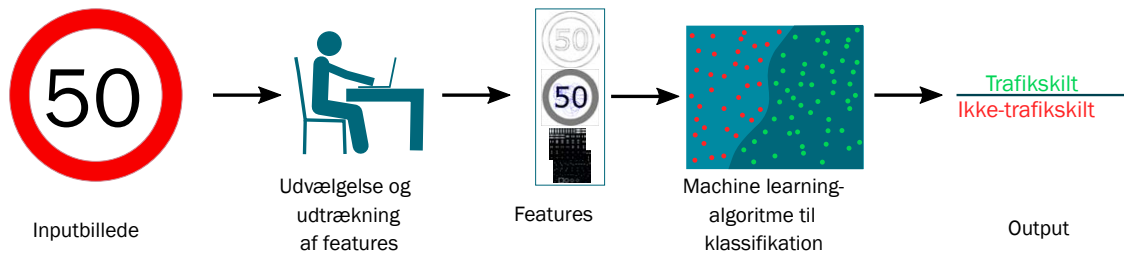 50
Inputbillede
Udvælgelse og
udtrækning
af features
50
50
Features
Machine learning-
algoritme til
klassifikation
Trafikskilt
Ikke-trafikskilt
Output